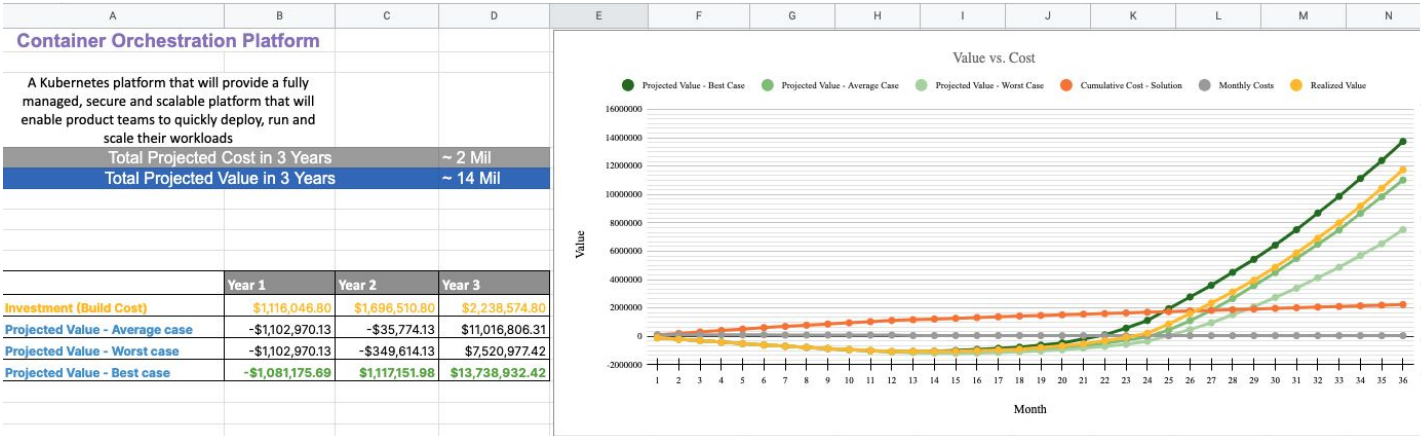 A B C D E F G H I J K L M N
Container Orchestration Platform
A Kubernetes platform that will provide a fully
managed, secure and scalable platform that will
enable product teams to quickly deploy, run and
scale their workloads
Total Projected Cost in 3 Years ~ 2 Mil
Total Projected Value in 3 Years ~ 14 Mil
Year 1 Year 2 Year 3
Investment (Build Cost) $1,116,046.80 $1,696,510.80 $2,238,574.80
Projected Value - Average case -$1,102,970.13 -$35,774.13 $11,016,806.31
Projected Value - Worst case -$1,102,970.13 -$349,614.13 $7,520,977.42
Projected Value - Best case -$1,081,175.69 $1,117,151.98 $13,738,932.42
Value vs. Cost
Projected Value - Best Case Projected Value - Average Case Projected Value - Worst Case Cumulative Cost - Solution Monthly Costs Realized Value
16000000
14000000
12000000
10000000
8000000
6000000
4000000
2000000
0
-2000000
Value
1 2 3 4 5 6 7 8 9 10 11 12 13 14 15 16 17 18 19 20 21 22 23 24 25 26 27 28 29 30 31 32 33 34 35 36
Month